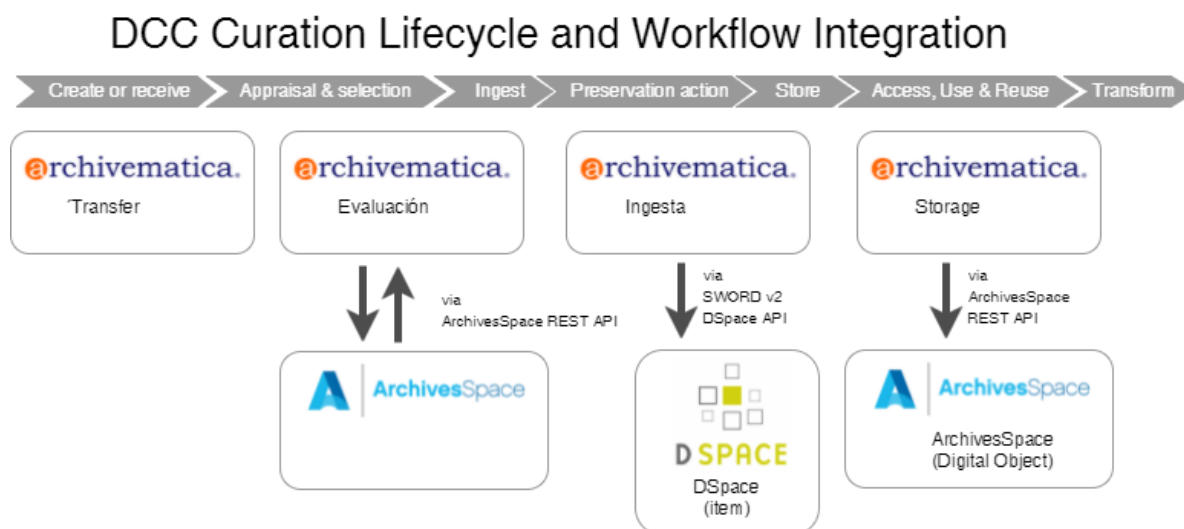 DCC Curation Lifecycle and Workflow Integration
Create or receive
Appraisal & selection
Ingest
Preservation action
Store
Access, Use & Reuse
Transform
archivematica.
´Transfer
archivematica.
Evaluación
archivematica.
Ingesta
archivematica.
Storage
via
ArchivesSpace REST API
via
SWORD v2
DSpace API
via
ArchivesSpace
REST API
ArchivesSpace
DSPACE
DSpace
(item)
ArchivesSpace
ArchivesSpace
(Digital Object)